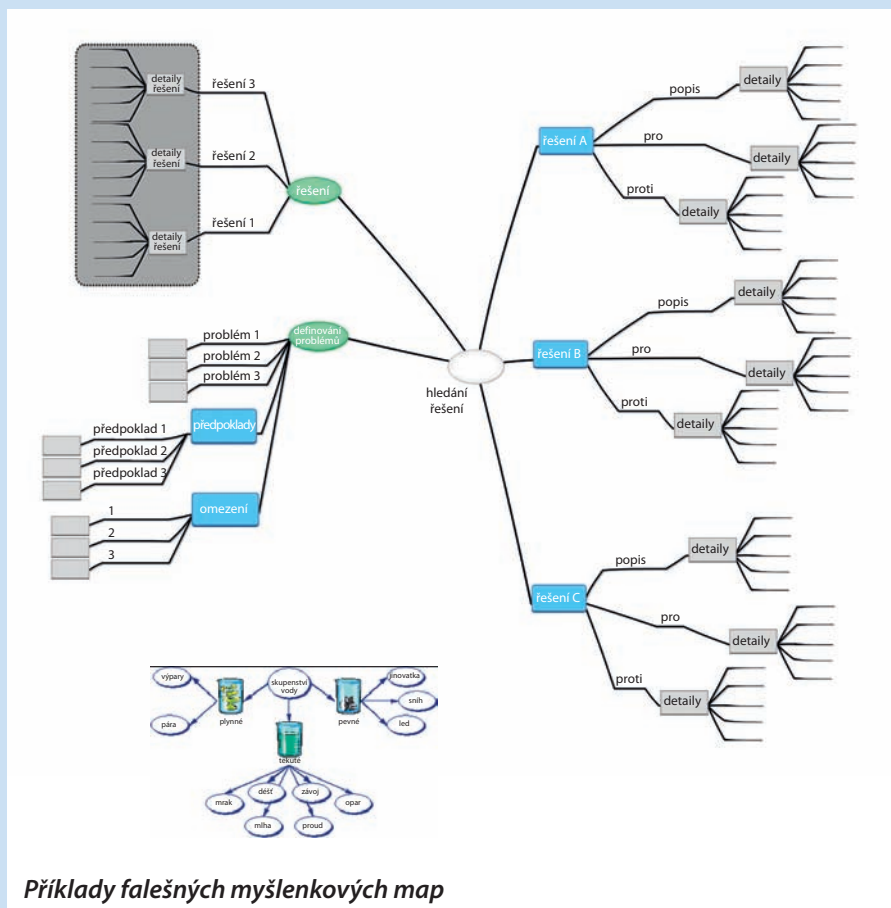 detaily
řešení
řešení 3
detaily
řešení
řešení 2
detaily
řešení
řešení 1
řešení
definování
problémů
problém 1
problém 2
problém 3
předpoklady
předpoklad 1
předpoklad 2
předpoklad 3
omezení
1
2
3
hledání
řešení
řešení A
popis
detaily
pro
detaily
proti
detaily
řešení B
popis
detaily
pro
detaily
proti
detaily
řešení C
popis
detaily
pro
detaily
proti
detaily
výpary
pára
plynné
skupenství
vody
pevné
jinovatka
sníh
led
tekuté
mrak
déšť
závoj
opar
mlha
proud
Příklady falešných myšlenkových map